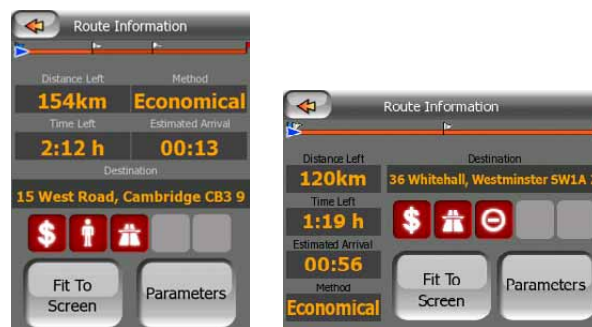 Route Information
Distance Left Method
154km Economical
Time Left Estimated Arrival
2:12 h 00:13
Destination
15 West Road, Cambridge CB3 9
$
Fit To
Screen
Parameters
Route Information
Distance Left
120km
Time Left
1:19 h
Estimated Arrival
00:56
Method
Economical
Destination
36 Whitehall, Westminster SW1A
$
Fit To
Screen
Parameters